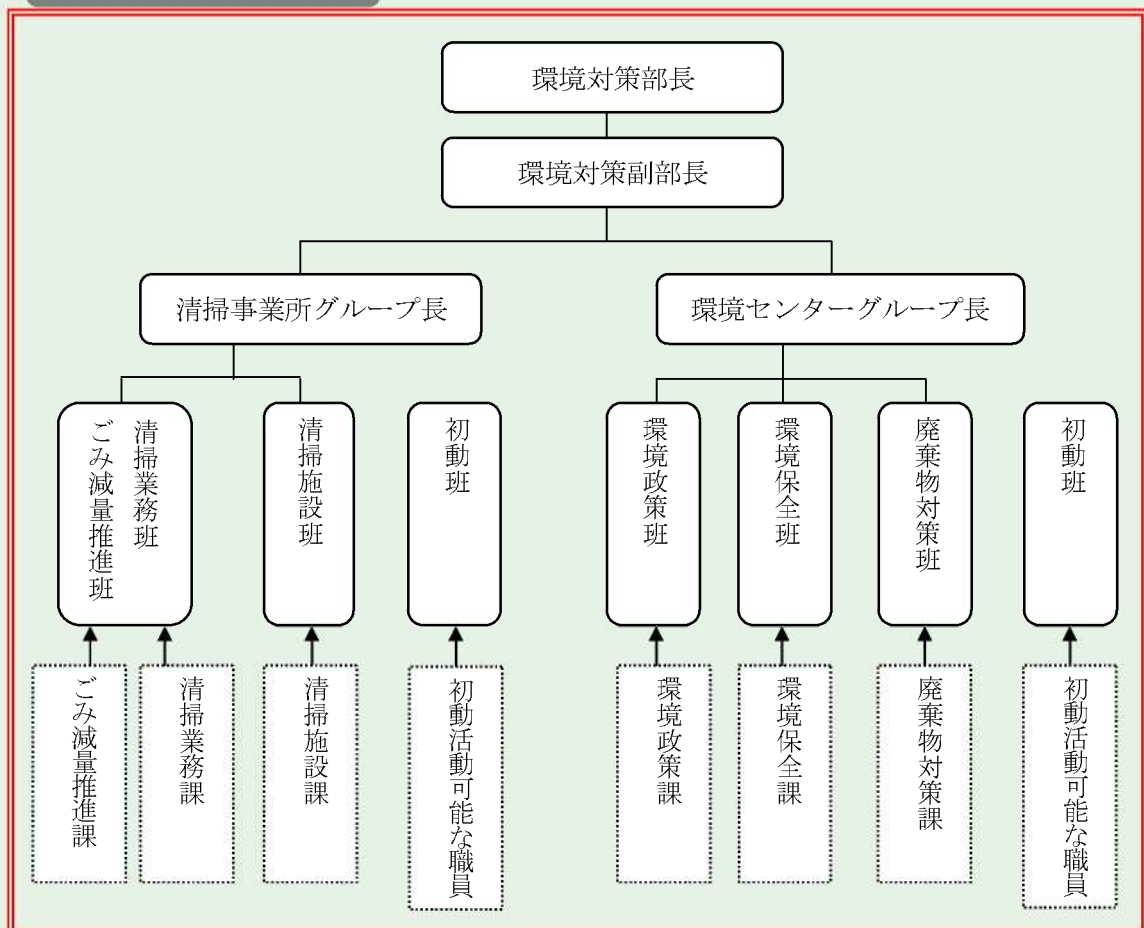 環境対策部長
環境対策副部長
清掃事業所グループ長
環境センターグループ長
清掃業務班
ごみ減量推進班
清掃施設班
初動班
環境政策班
環境保全班
廃棄物対策班
初動班
ごみ減量推進課
清掃業務課
清掃施設課
初動活動可能な職員
環境政策課
環境保全課
廃棄物対策課
初動活動可能な職員